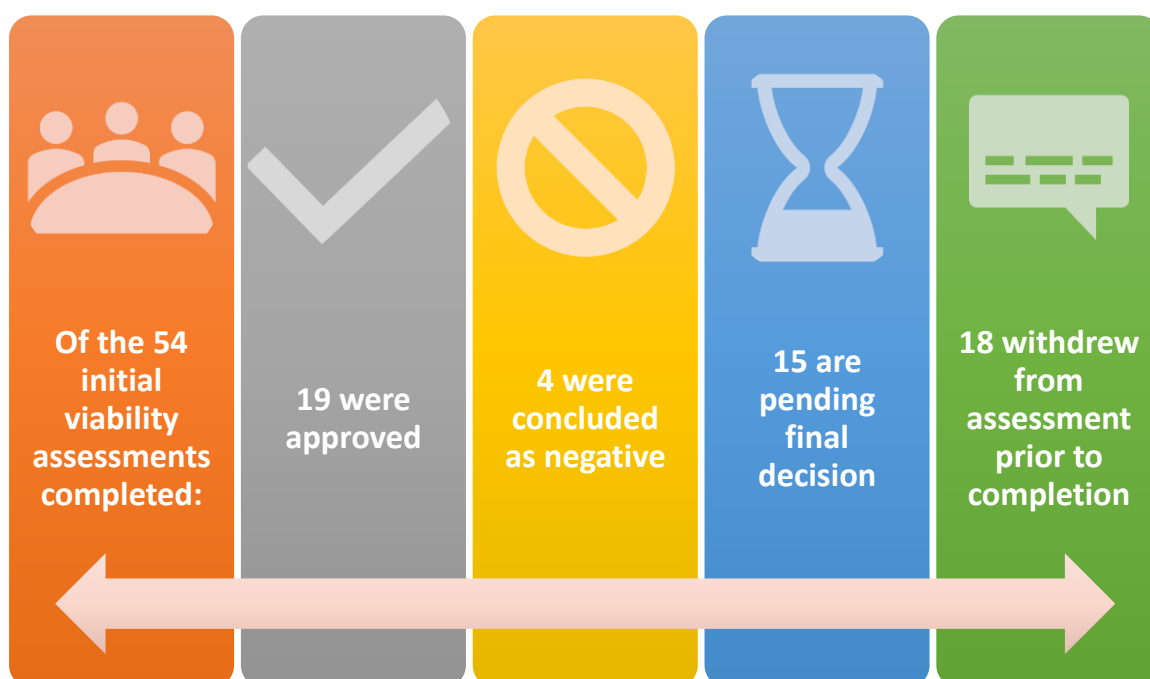 Of the 54
initial
viability
assessments
completed:
19 were
approved
4 were
concluded
as negative
15 are
pending
final
decision
18 withdrew
from
assessment
prior to
completion